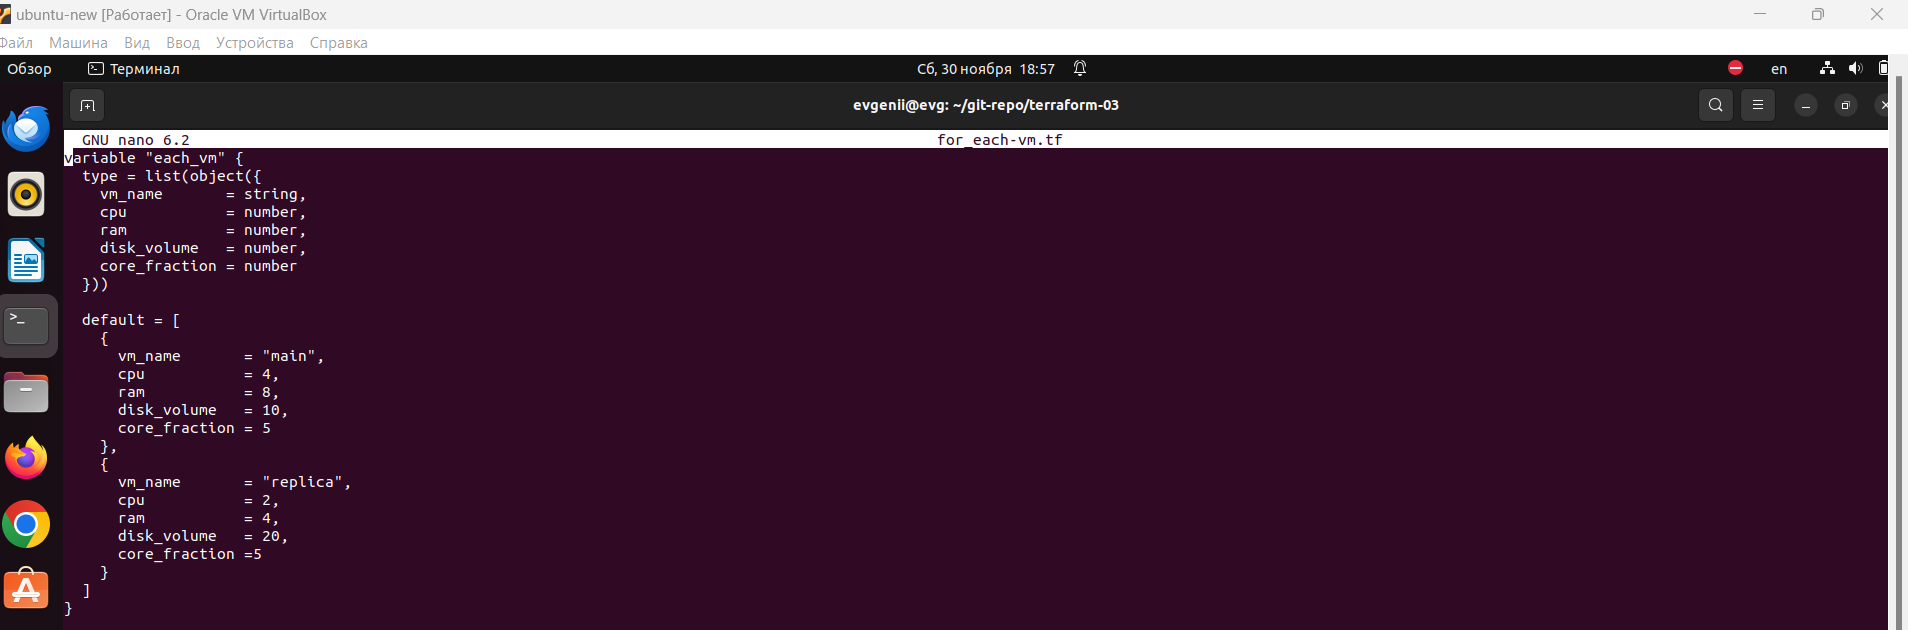 ubuntu-new [Работает] - Oracle VM VirtualBox
Файл Машина Вид Ввод Устройства Справка
Обзор Терминал Сб, 30 ноября 18:57 en
evgenii@evg: ~/git-repo/terraform-03
GNU nano 6.2 for_each-vm.tf
variable "each_vm" {
  type = list(object({
    vm_name       = string,
    cpu           = number,
    ram           = number,
    disk_volume   = number,
    core_fraction = number
  }))
  default = [
    {
      vm_name       = "main",
      cpu           = 4,
      ram           = 8,
      disk_volume   = 10,
      core_fraction = 5
    },
    {
      vm_name       = "replica",
      cpu           = 2,
      ram           = 4,
      disk_volume   = 20,
      core_fraction =5
    }
  ]
}